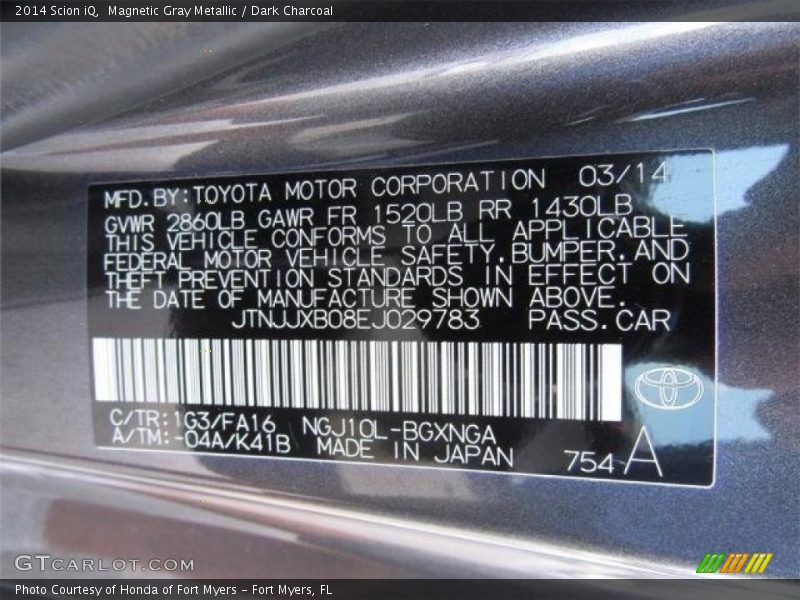 2014 Scion iQ,  Magnetic Gray Metallic / Dark Charcoal
MFD. BY: TOYOTA MOTOR CORPORATION 03/14
GVWR 2860LB GAWR FR 1520LB RR 1430LB
THIS VEHICLE CONFORMS TO ALL APPLICABLE
FEDERAL MOTOR VEHICLE SAFETY, BUMPER, AND
THEFT PREVENTION STANDARDS IN EFFECT ON
THE DATE OF MANUFACTURE SHOWN ABOVE.
JTNJJXB08EJ029783 PASS.CAR
C/TR: 1G3/FA16 NGJ10L-BGXNGA
A/TM: -04A/K41B MADE IN JAPAN
754 A
GTCARLOT.COM
Photo Courtesy of Honda of Fort Myers - Fort Myers, FL